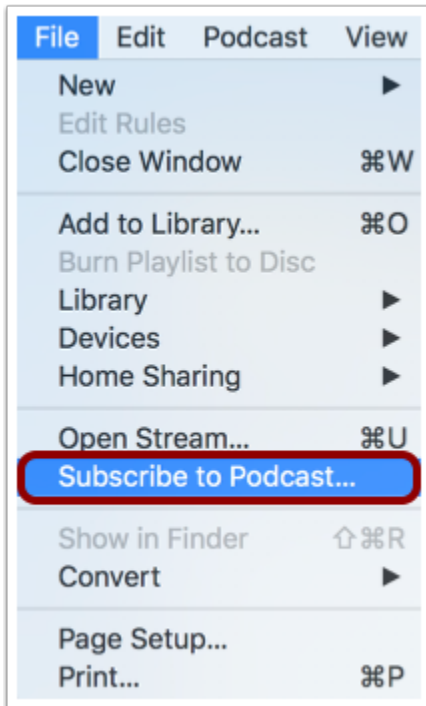 File Edit Podcast View
New ▶
Edit Rules
Close Window ⌘W
Add to Library... ⌘O
Burn Playlist to Disc
Library ▶
Devices ▶
Home Sharing ▶
Open Stream... ⌘U
Subscribe to Podcast...
Show in Finder ⇧⌘R
Convert ▶
Page Setup...
Print... ⌘P